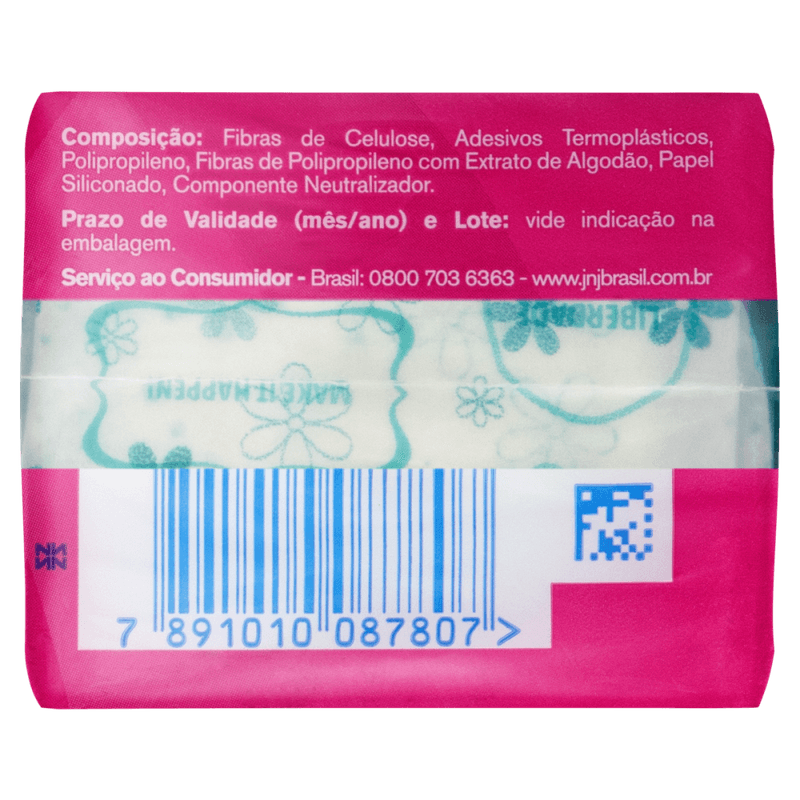 Composição: Fibras de Celulose, Adesivos Termoplásticos,
Polipropileno, Fibras de Polipropileno com Extrato de Algodão, Papel
Siliconado, Componente Neutralizador.
Prazo de Validade (mês/ano) e Lote: vide indicação na
embalagem.
Serviço ao Consumidor - Brasil: 0800 703 6363 - www.jnjbrasil.com.br
LIBERDADE
MAKE IT HAPPEN!
7 891010 087807 >